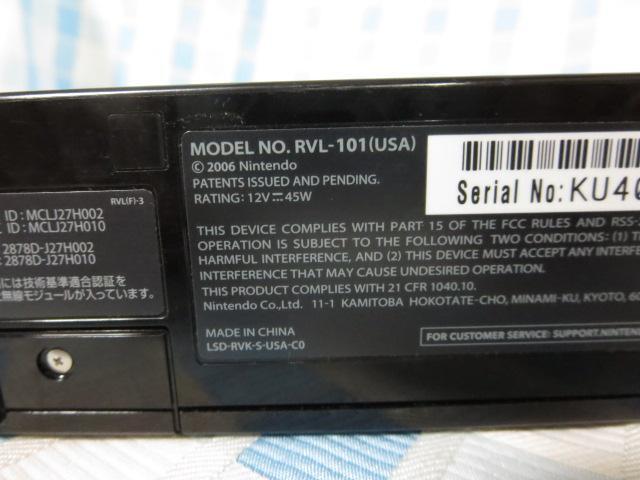 MODEL NO. RVL-101(USA)
© 2006 Nintendo
PATENTS ISSUED AND PENDING.
RATING: 12V⎓45W
Serial No: KU40
THIS DEVICE COMPLIES WITH PART 15 OF THE FCC RULES AND RSS
OPERATION IS SUBJECT TO THE FOLLOWING TWO CONDITIONS: (1) T
HARMFUL INTERFERENCE, AND (2) THIS DEVICE MUST ACCEPT ANY INTERFE
INTERFERENCE THAT MAY CAUSE UNDESIRED OPERATION.
THIS PRODUCT COMPLIES WITH 21 CFR 1040.10.
Nintendo Co., Ltd. 11-1 KAMITOBA HOKOTATE-CHO, MINAMI-KU, KYOTO,
MADE IN CHINA
LSD-RVK-S-USA-C0
FOR CUSTOMER SERVICE: SUPPORT.NINTEN
RVL(F)-3
ID : MCLJ27H002
ID : MCLJ27H010
2878D-J27H002
2878D-J27H010
には技術基準適合認証を
無線モジュールが入っています。